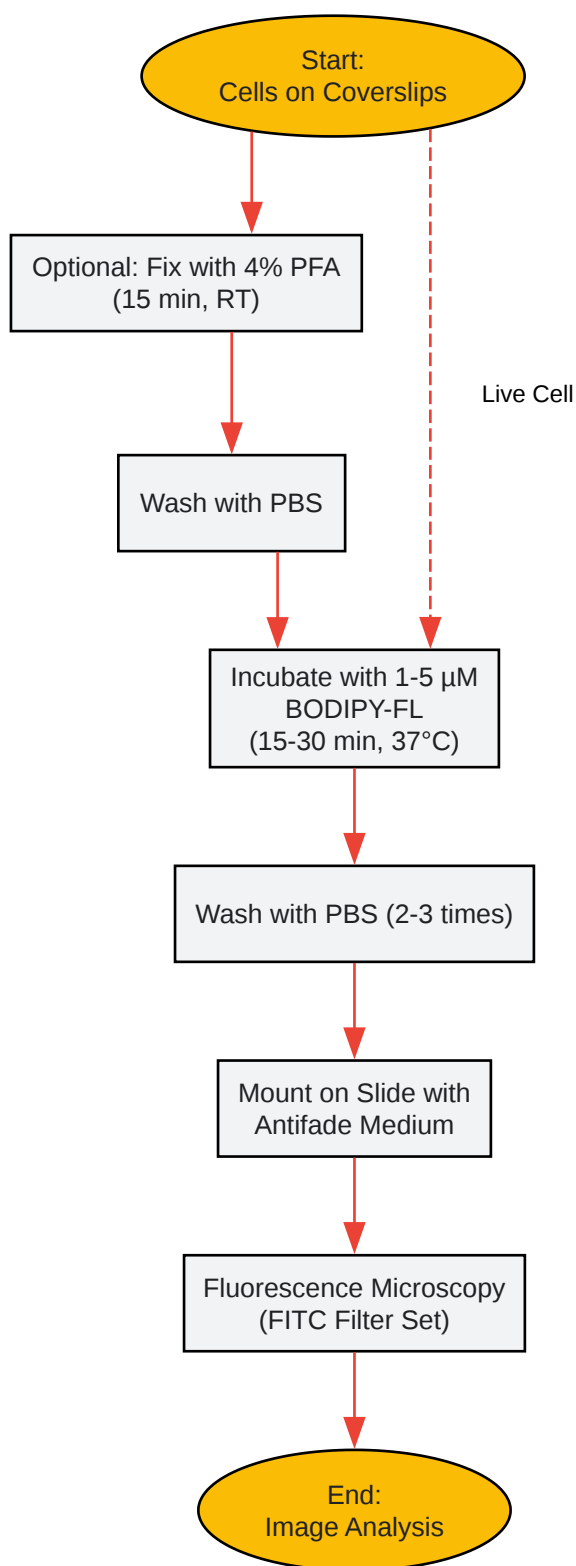 Start:
Cells on Coverslips
Optional: Fix with 4% PFA
(15 min, RT)
Live Cell
Wash with PBS
Incubate with 1-5 µM
BODIPY-FL
(15-30 min, 37°C)
Wash with PBS (2-3 times)
Mount on Slide with
Antifade Medium
Fluorescence Microscopy
(FITC Filter Set)
End:
Image Analysis